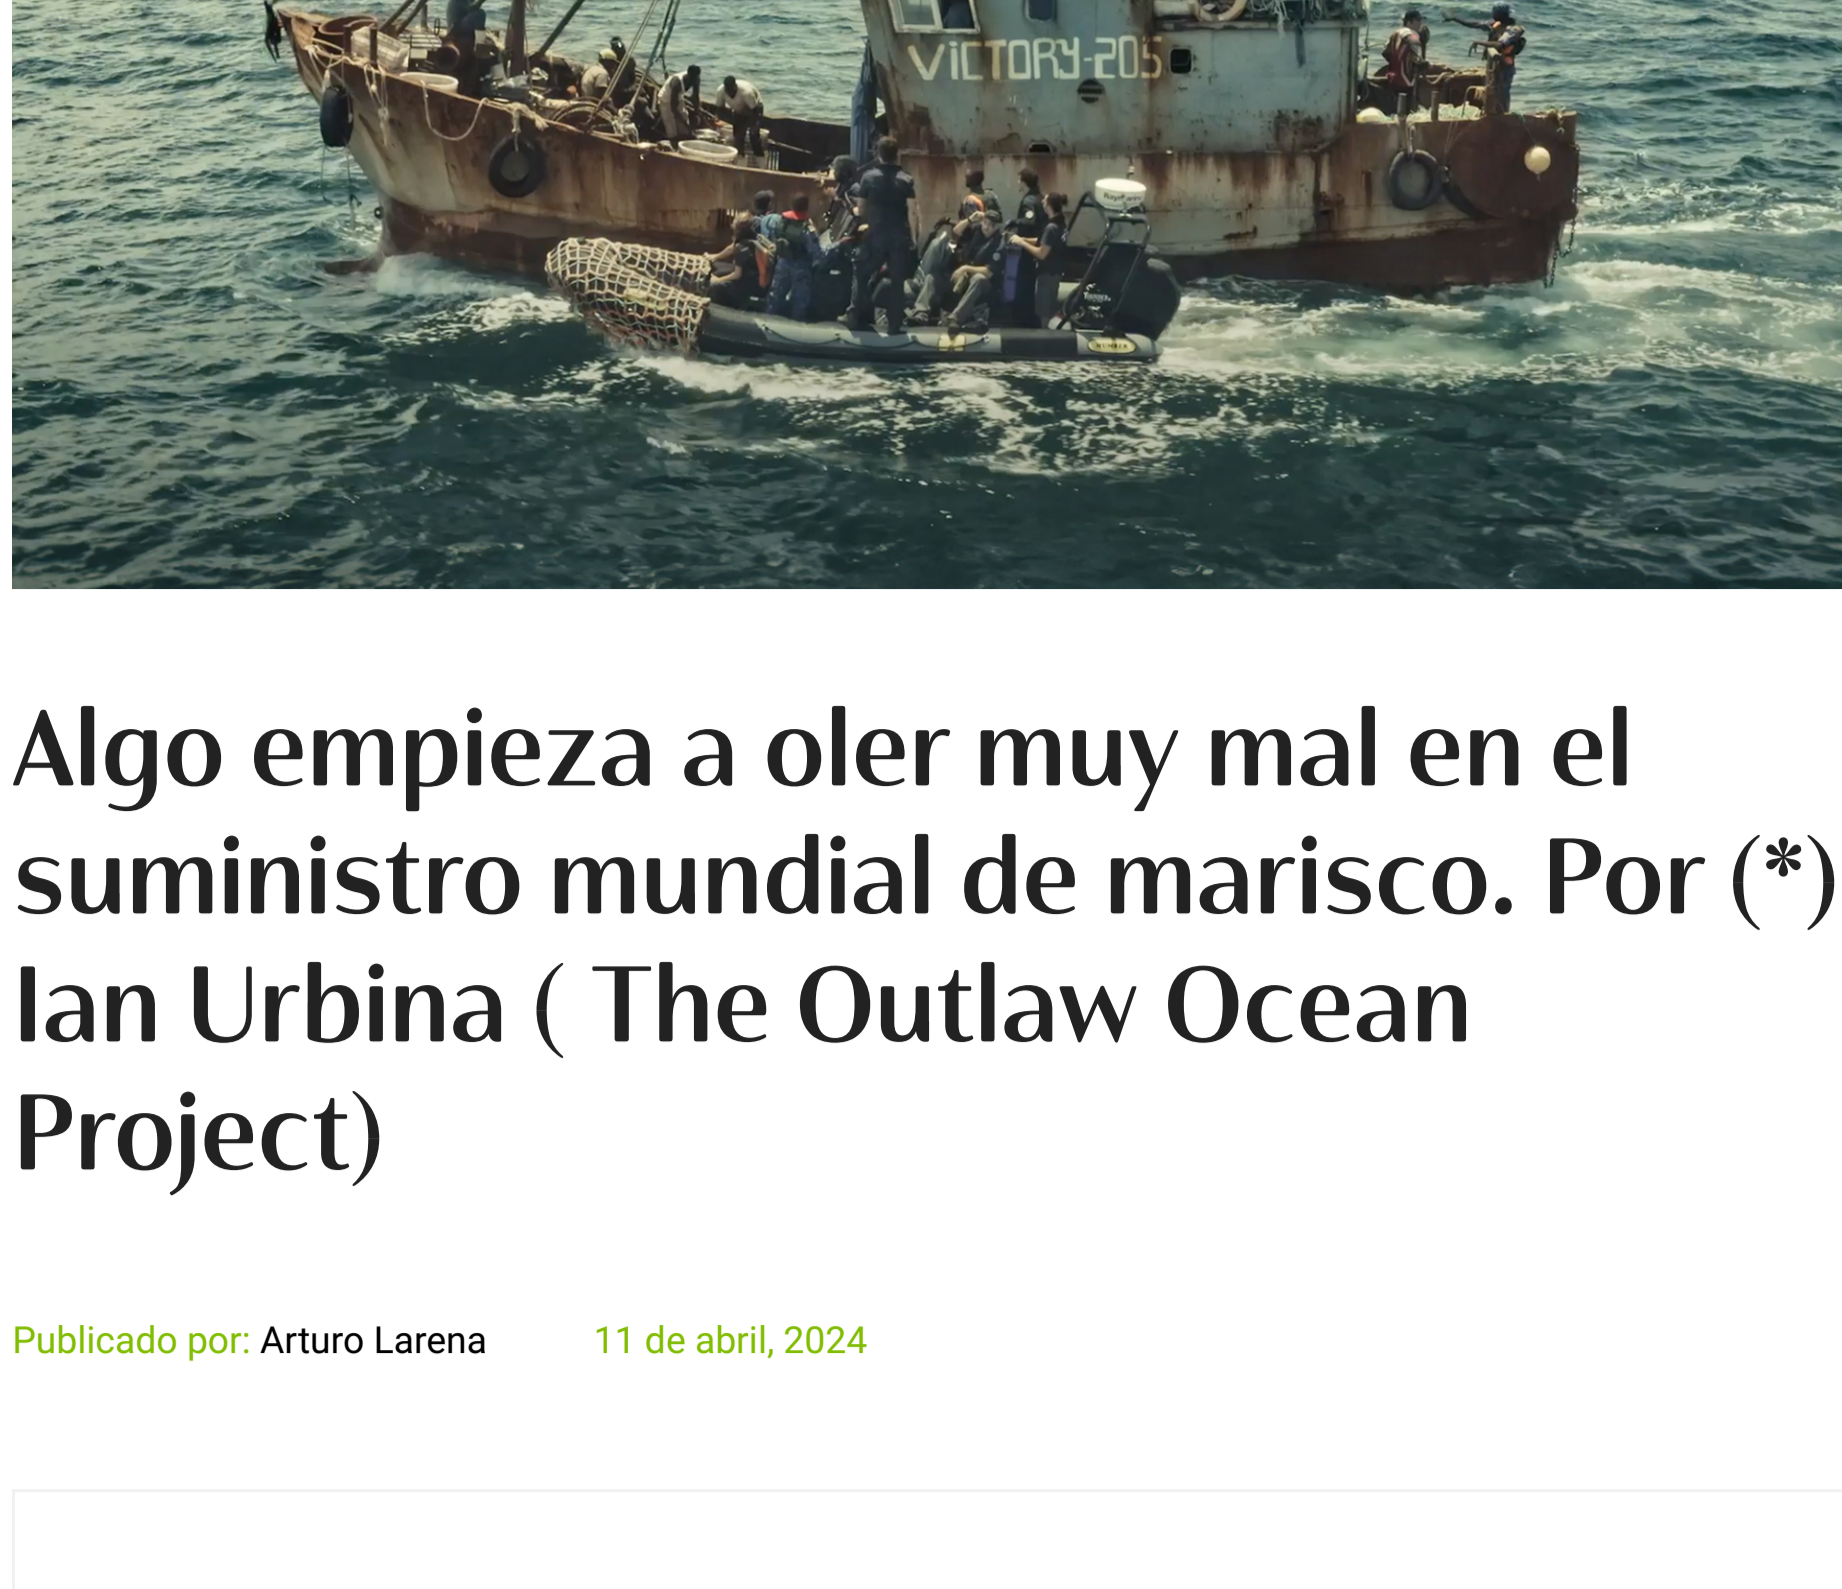 VICTORY-205
Algo empieza a oler muy mal en el
suministro mundial de marisco. Por (*)
Ian Urbina ( The Outlaw Ocean
Project)
Publicado por: Arturo Larena
11 de abril, 2024